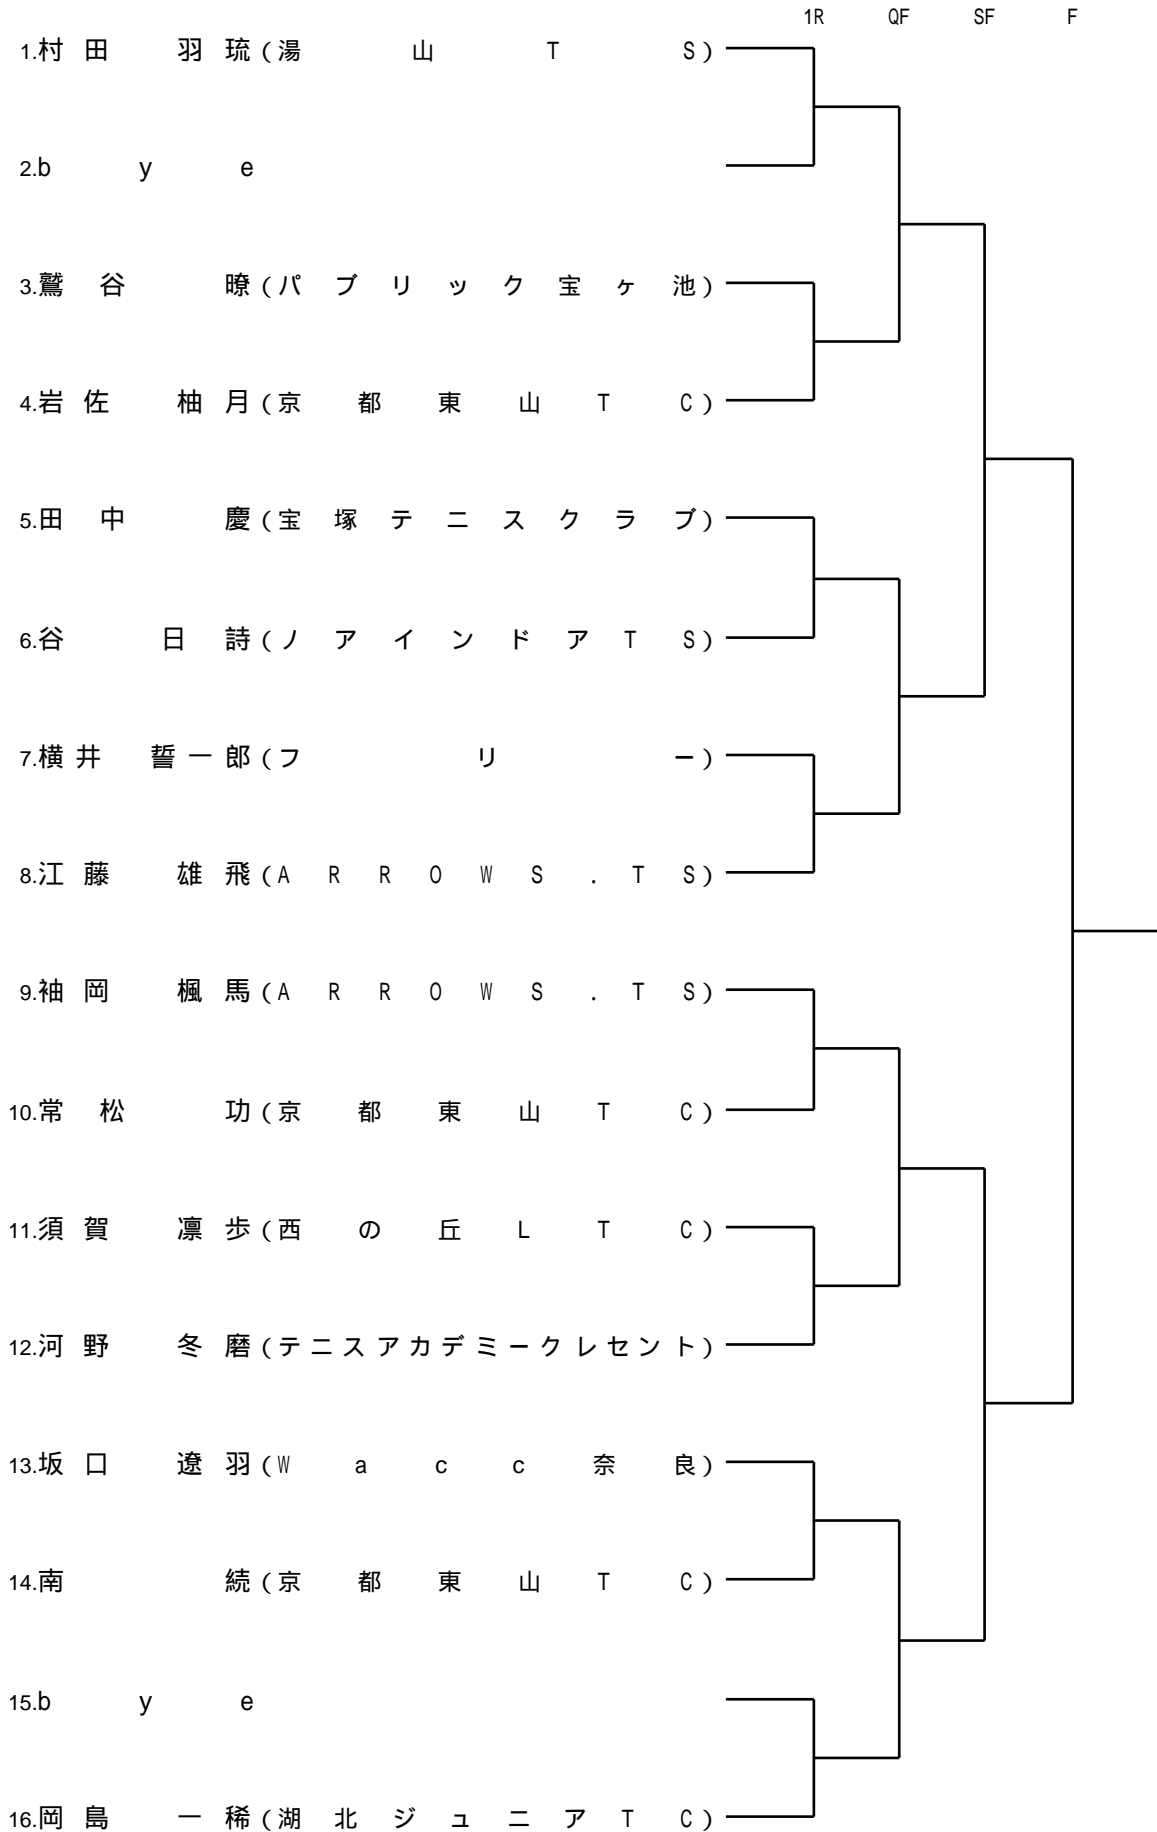 1R QF SF F
1.村田 羽琉(湯山TS)
2.bye
3.鷲谷 暸(パブリック宝ヶ池)
4.岩佐 柚月(京都東山TC)
5.田中 慶(宝塚テニスクラブ)
6.谷 日詩(ノアインドアTS)
7.横井 誓一郎(フリー)
8.江藤 雄飛(ARROWS.TS)
9.袖岡 楓馬(ARROWS.TS)
10.常松 功(京都東山TC)
11.須賀 凛歩(西の丘LTC)
12.河野 冬磨(テニスアカデミークレセント)
13.坂口 遼羽(Wacc奈良)
14.南 続(京都東山TC)
15.bye
16.岡島 一稀(湖北ジュニアTC)